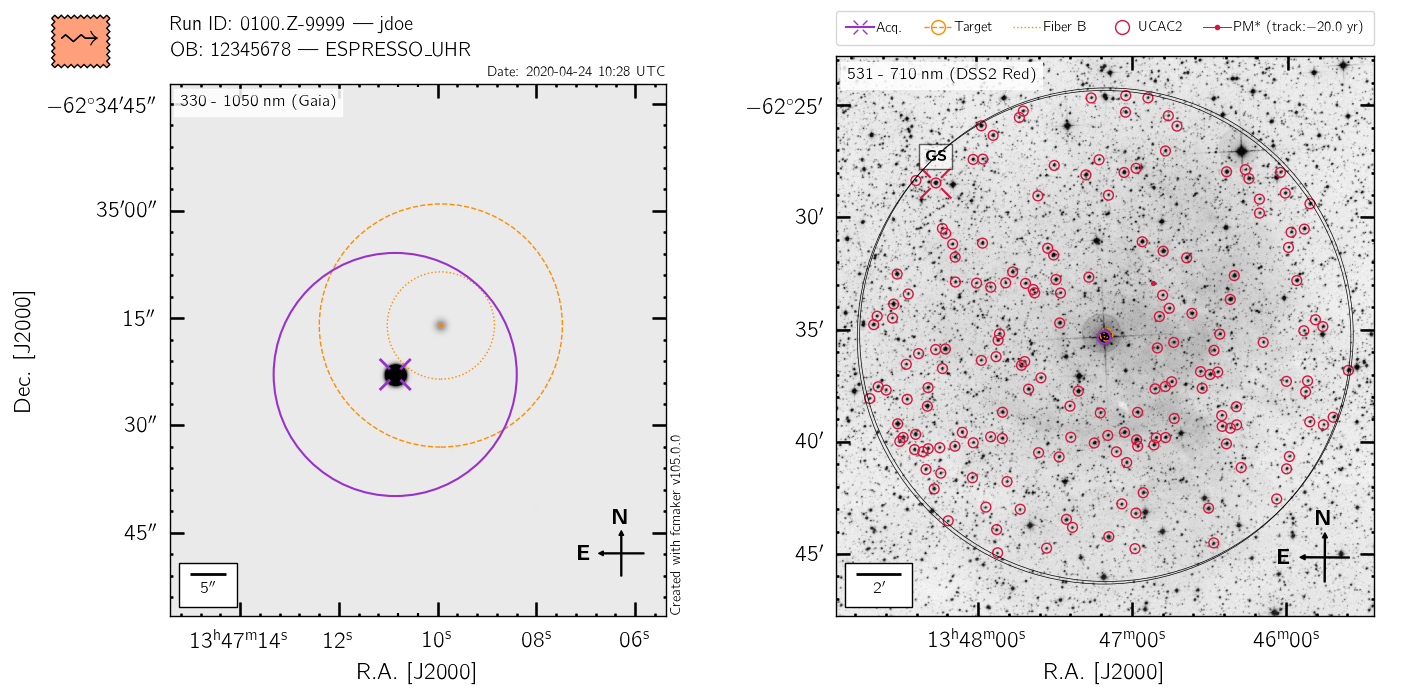 Run ID: 0100.Z-9999 — jdoe
OB: 12345678 — ESPRESSO_UHR
Date: 2020-04-24 10:28 UTC
330 - 1050 nm (Gaia)
−62°34′45″
35′00″
15″
30″
45″
Dec. [J2000]
N
E
5″
Created with fcmaker v105.0.0
13ʰ47ᵐ14ˢ
12ˢ
10ˢ
08ˢ
06ˢ
R.A. [J2000]
Acq.
Target
Fiber B
UCAC2
PM* (track:−20.0 yr)
531 - 710 nm (DSS2 Red)
GS
−62°25′
30′
35′
40′
45′
N
E
2′
13ʰ48ᵐ00ˢ
47ᵐ00ˢ
46ᵐ00ˢ
R.A. [J2000]